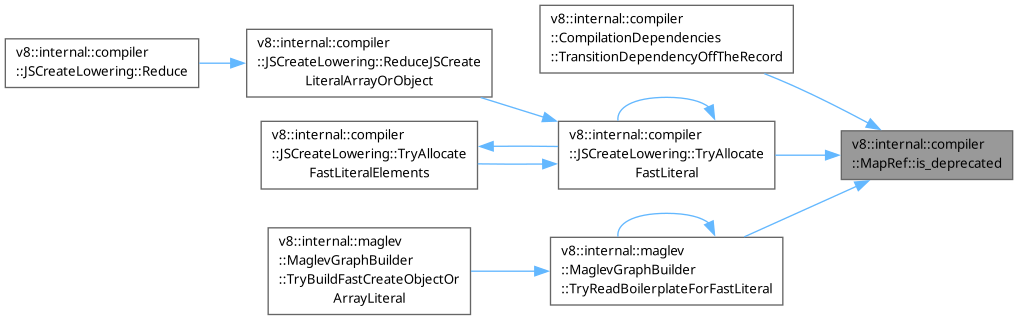 v8::internal::compiler
::JSCreateLowering::Reduce
v8::internal::compiler
::JSCreateLowering::ReduceJSCreate
LiteralArrayOrObject
v8::internal::compiler
::CompilationDependencies
::TransitionDependencyOffTheRecord
v8::internal::compiler
::JSCreateLowering::TryAllocate
FastLiteralElements
v8::internal::compiler
::JSCreateLowering::TryAllocate
FastLiteral
v8::internal::compiler
::MapRef::is_deprecated
v8::internal::maglev
::MaglevGraphBuilder
::TryBuildFastCreateObjectOr
ArrayLiteral
v8::internal::maglev
::MaglevGraphBuilder
::TryReadBoilerplateForFastLiteral